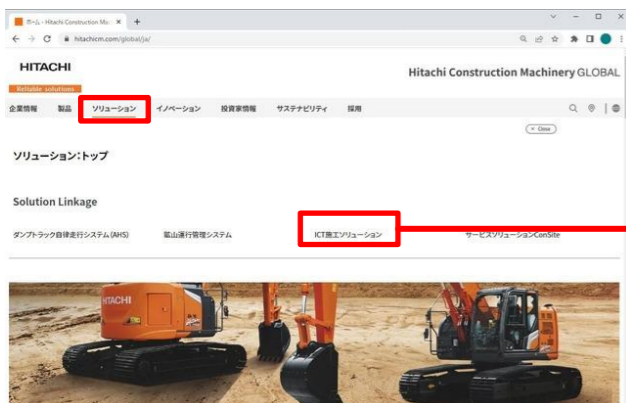 ホーム - Hitachi Construction Mac
hitachicm.com/global/ja/
HITACHI
Reliable solutions
Hitachi Construction Machinery GLOBAL
企業情報 製品 ソリューション イノベーション 投資家情報 サステナビリティ 採用
Close
ソリューション:トップ
Solution Linkage
ダンプトラック自律走行システム(AHS) 鉱山運行管理システム ICT施工ソリューション サービスソリューションConSite
HITACHI